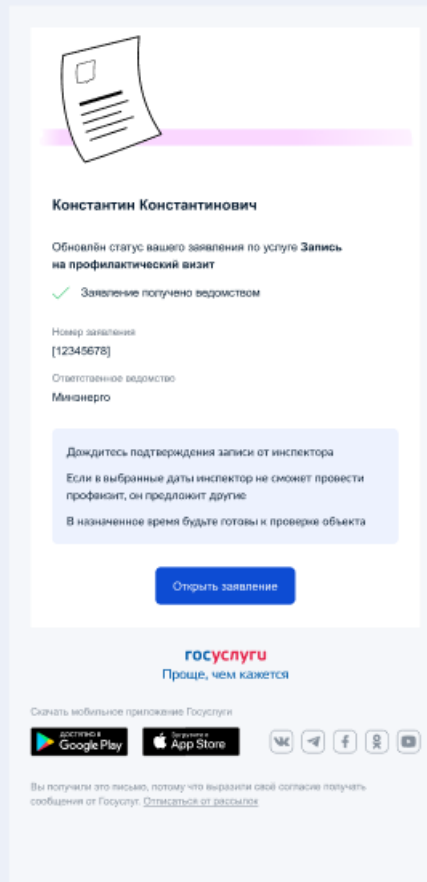 Константин Константинович
Обновлён статус вашего заявления по услуге Запись
на профилактический визит
Заявление получено ведомством
Номер заявления
[12345678]
Ответственное ведомство
Минэнерго
Дождитесь подтверждения записи от инспектора
Если в выбранные даты инспектор не сможет провести
профвизит, он предложит другие
В назначенное время будьте готовы к проверке объекта
Открыть заявление
госуслуги
Проще, чем кажется
Скачать мобильное приложение Госуслуги
ДОСТУПНО В
Google Play
Загрузите в
App Store
Вы получили это письмо, потому что выразили своё согласие получать
сообщения от Госуслуг. Отписаться от рассылок